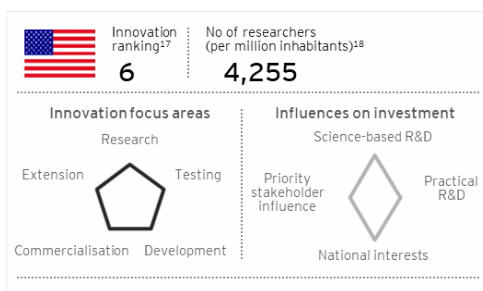 Innovation
ranking17
6
No of researchers
(per million inhabitants)18
4,255
Innovation focus areas
Research
Extension
Testing
Commercialisation
Development
Influences on investment
Science-based R&D
Priority
stakeholder
influence
Practical
R&D
National interests